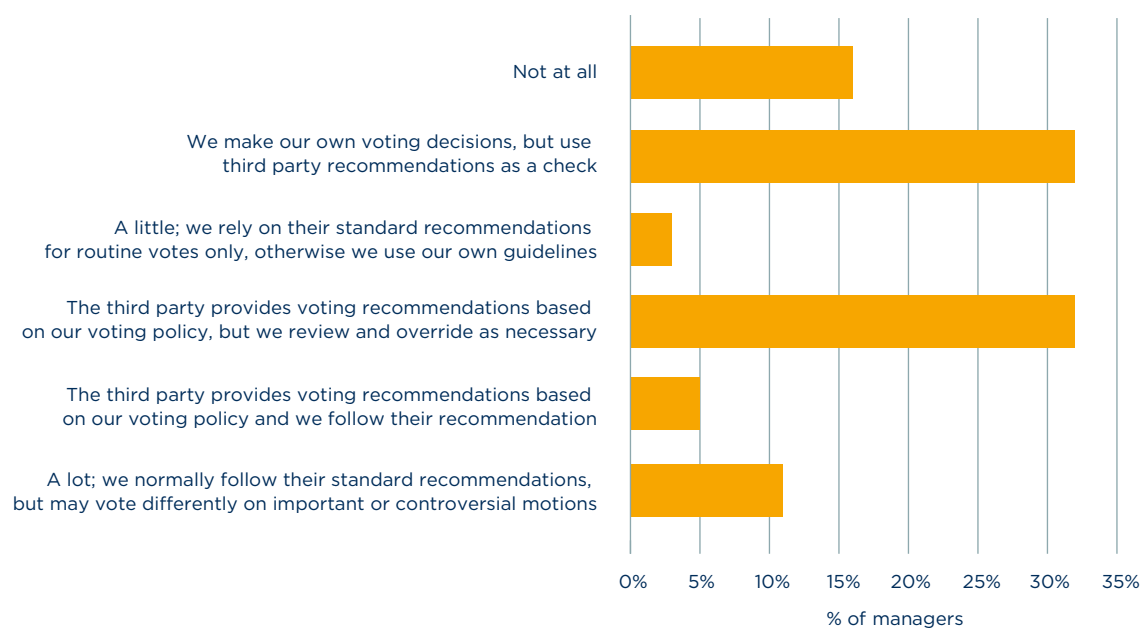 Not at all
We make our own voting decisions, but use
third party recommendations as a check
A little; we rely on their standard recommendations
for routine votes only, otherwise we use our own guidelines
The third party provides voting recommendations based
on our voting policy, but we review and override as necessary
The third party provides voting recommendations based
on our voting policy and we follow their recommendation
A lot; we normally follow their standard recommendations,
but may vote differently on important or controversial motions
0% 5% 10% 15% 20% 25% 30% 35%
% of managers